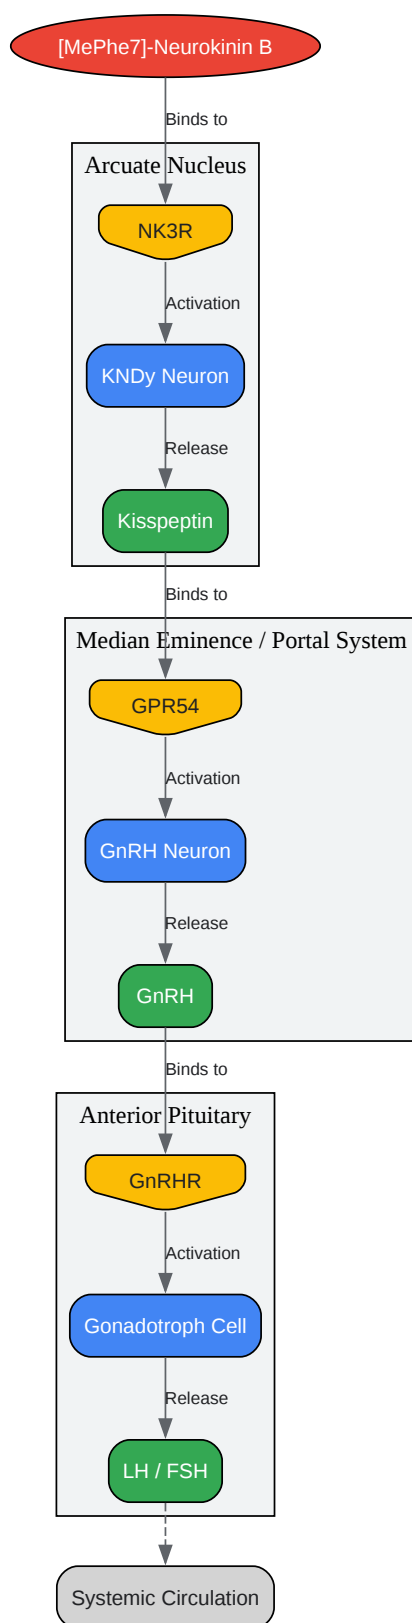 [MePhe7]-Neurokinin B
Binds to
Arcuate Nucleus
NK3R
Activation
KNDy Neuron
Release
Kisspeptin
Binds to
Median Eminence / Portal System
GPR54
Activation
GnRH Neuron
Release
GnRH
Binds to
Anterior Pituitary
GnRHR
Activation
Gonadotroph Cell
Release
LH / FSH
Systemic Circulation